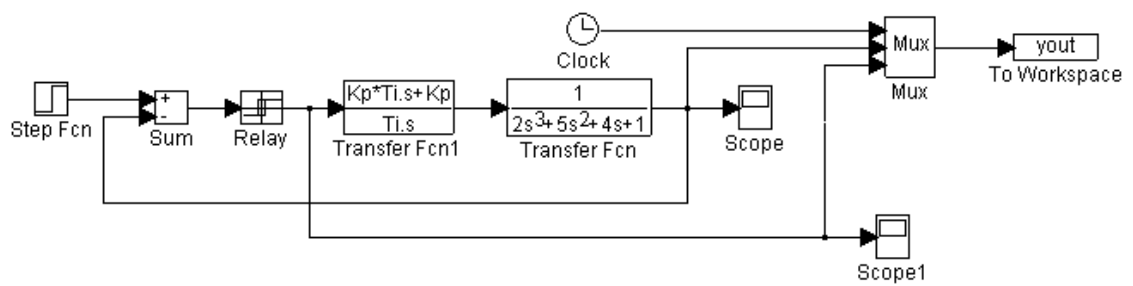 Clock
Mux
Mux
yout
To Workspace
Step Fcn
+
-
Sum
Relay
Kp*Ti.s+Kp
Ti.s
Transfer Fcn1
1
2s³+5s²+4s+1
Transfer Fcn
Scope
Scope1